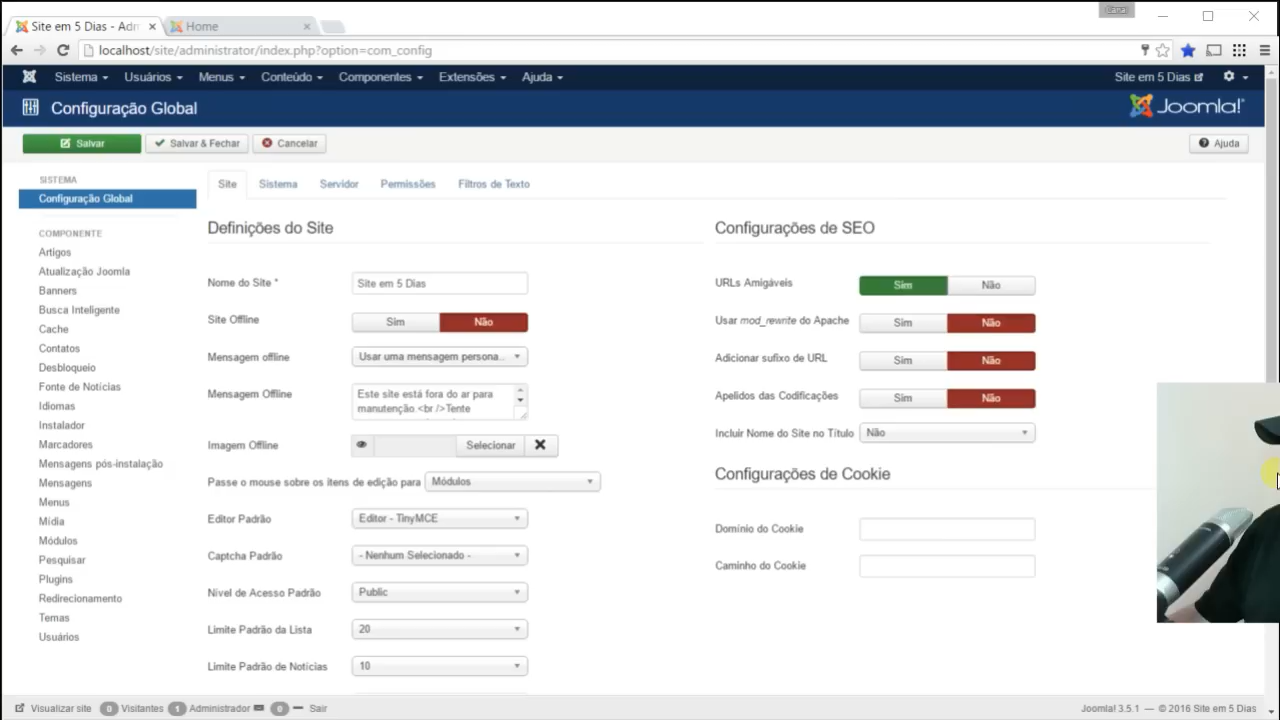 Site em 5 Dias - Adm
Home
localhost/site/administrator/index.php?option=com_config
Sistema Usuários Menus Conteúdo Componentes Extensões Ajuda Site em 5 Dias
Configuração Global
Joomla!
Salvar Salvar & Fechar Cancelar Ajuda
SISTEMA
Configuração Global
COMPONENTE
Artigos
Atualização Joomla
Banners
Busca Inteligente
Cache
Contatos
Desbloqueio
Fonte de Notícias
Idiomas
Instalador
Marcadores
Mensagens pós-instalação
Mensagens
Menus
Mídia
Módulos
Pesquisar
Plugins
Redirecionamento
Temas
Usuários
Site Sistema Servidor Permissões Filtros de Texto
Definições do Site
Nome do Site * Site em 5 Dias
Site Offline Sim Não
Mensagem offline Usar uma mensagem persona...
Mensagem Offline Este site está fora do ar para
manutenção.<br />Tente
Imagem Offline Selecionar
Passe o mouse sobre os itens de edição para Módulos
Editor Padrão Editor - TinyMCE
Captcha Padrão - Nenhum Selecionado -
Nível de Acesso Padrão Public
Limite Padrão da Lista 20
Limite Padrão de Notícias 10
Configurações de SEO
URLs Amigáveis Sim Não
Usar mod_rewrite do Apache Sim Não
Adicionar sufixo de URL Sim Não
Apelidos das Codificações Sim Não
Incluir Nome do Site no Título Não
Configurações de Cookie
Domínio do Cookie
Caminho do Cookie
Visualizar site 0 Visitantes 1 Administrador 0 Sair
Joomla! 3.5.1 — © 2016 Site em 5 Dias